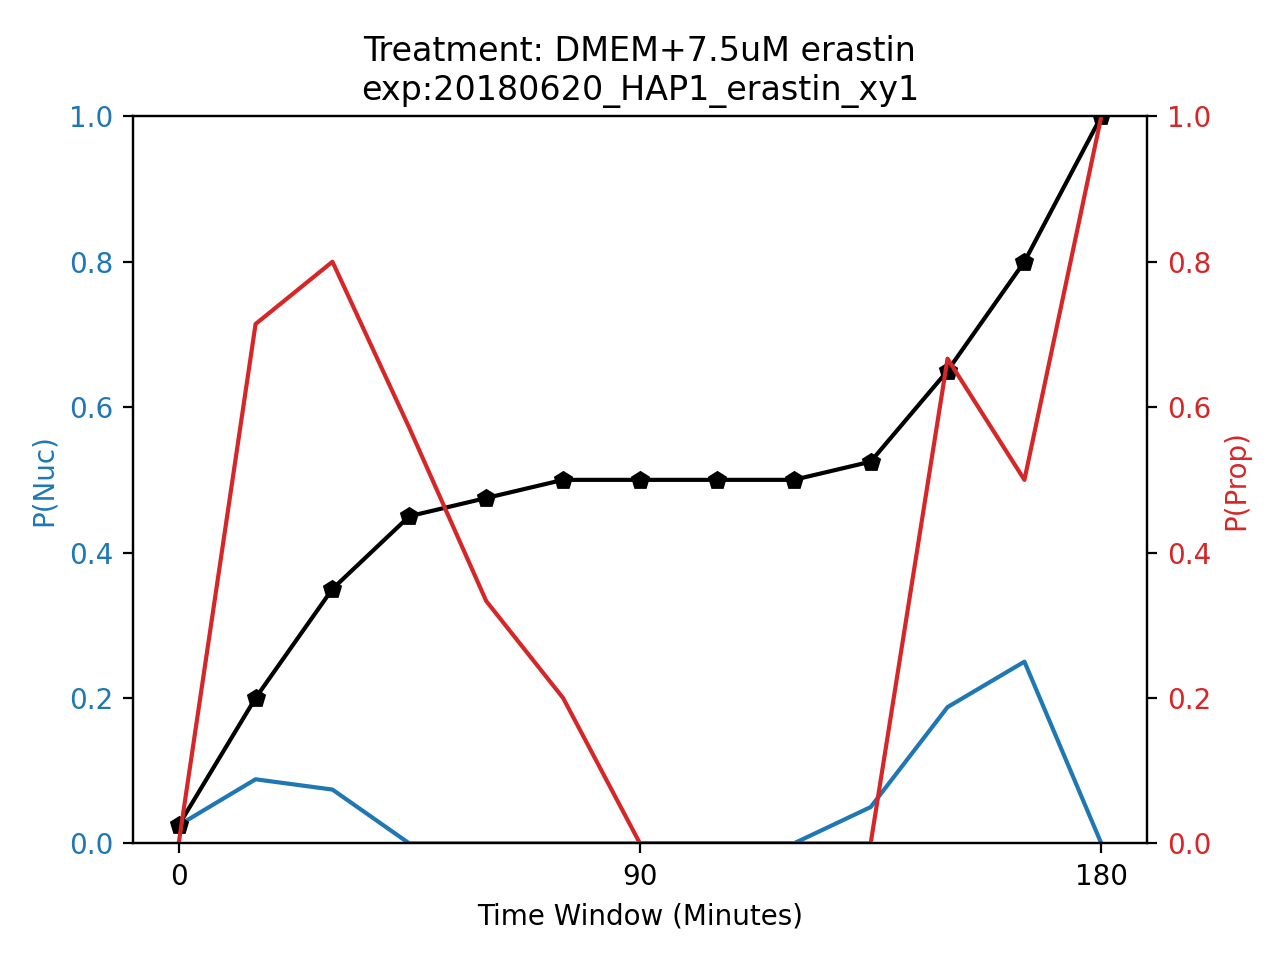 Treatment: DMEM+7.5uM erastin
exp:20180620_HAP1_erastin_xy1
1.0
0.8
0.6
0.4
0.2
0.0
P(Nuc)
1.0
0.8
0.6
0.4
0.2
0.0
P(Prop)
0 90 180
Time Window (Minutes)